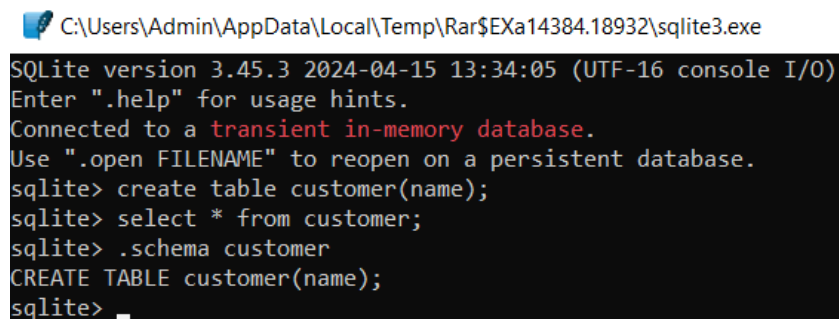 C:\Users\Admin\AppData\Local\Temp\Rar$EXa14384.18932\sqlite3.exe
SQLite version 3.45.3 2024-04-15 13:34:05 (UTF-16 console I/O)
Enter ".help" for usage hints.
Connected to a transient in-memory database.
Use ".open FILENAME" to reopen on a persistent database.
sqlite> create table customer(name);
sqlite> select * from customer;
sqlite> .schema customer
CREATE TABLE customer(name);
sqlite>